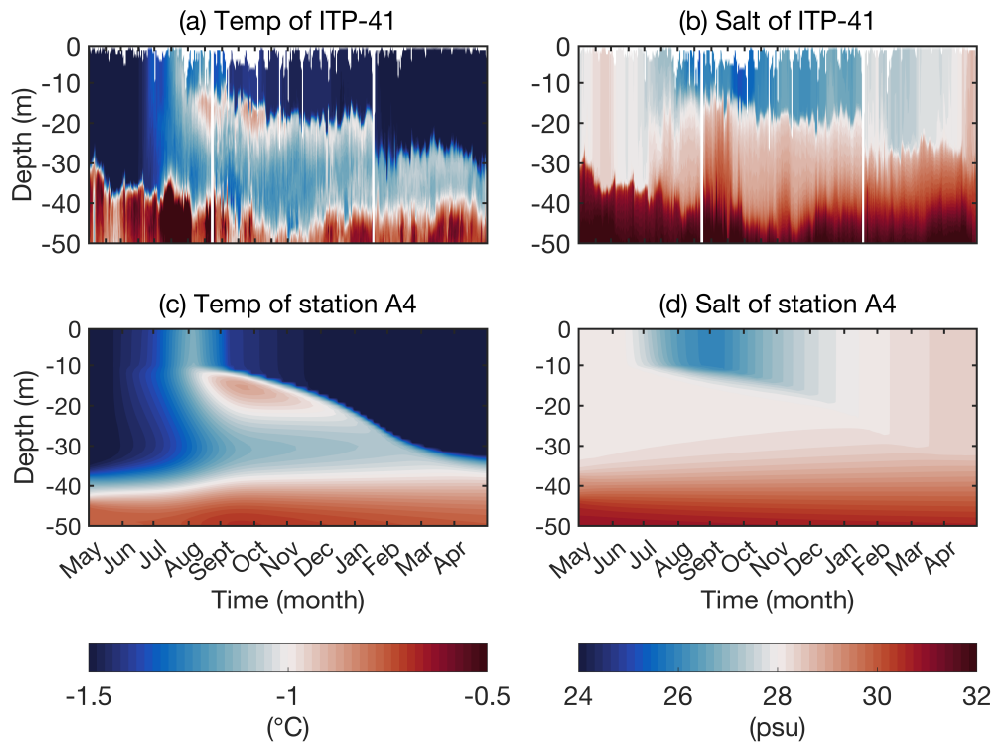 (a) Temp of ITP-41
(b) Salt of ITP-41
Depth (m)
0
-10
-20
-30
-40
-50
0
-10
-20
-30
-40
-50
(c) Temp of station A4
(d) Salt of station A4
Depth (m)
0
-10
-20
-30
-40
-50
0
-10
-20
-30
-40
-50
May Jun Jul Aug Sept Oct Nov Dec Jan Feb Mar Apr
May Jun Jul Aug Sept Oct Nov Dec Jan Feb Mar Apr
Time (month)
Time (month)
-1.5 -1 -0.5
24 26 28 30 32
(°C)
(psu)